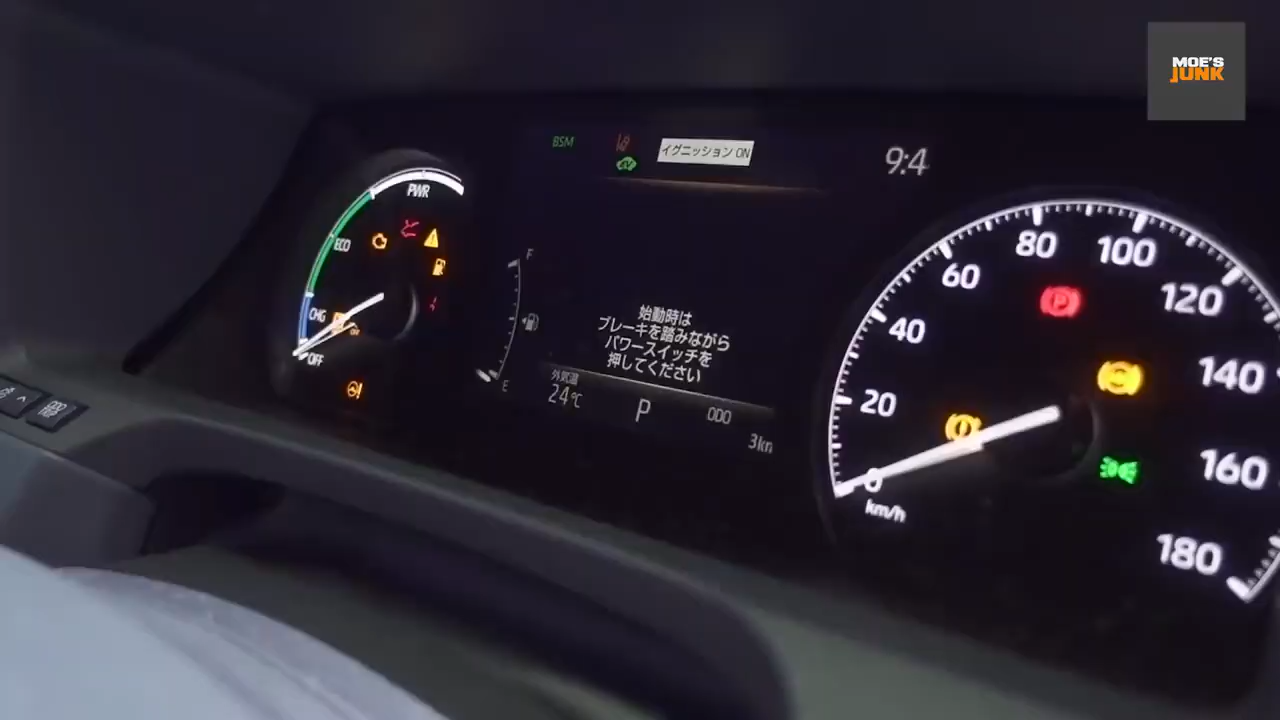 MOE'S
JUNK
BSM
イグニッション ON
9:4
PWR
ECO
CHG
OFF
F
E
始動時は
ブレーキを踏みながら
パワースイッチを
押してください
外気温
24℃
P
ODO
3km
0
20
40
60
80
100
120
140
160
180
km/h
P